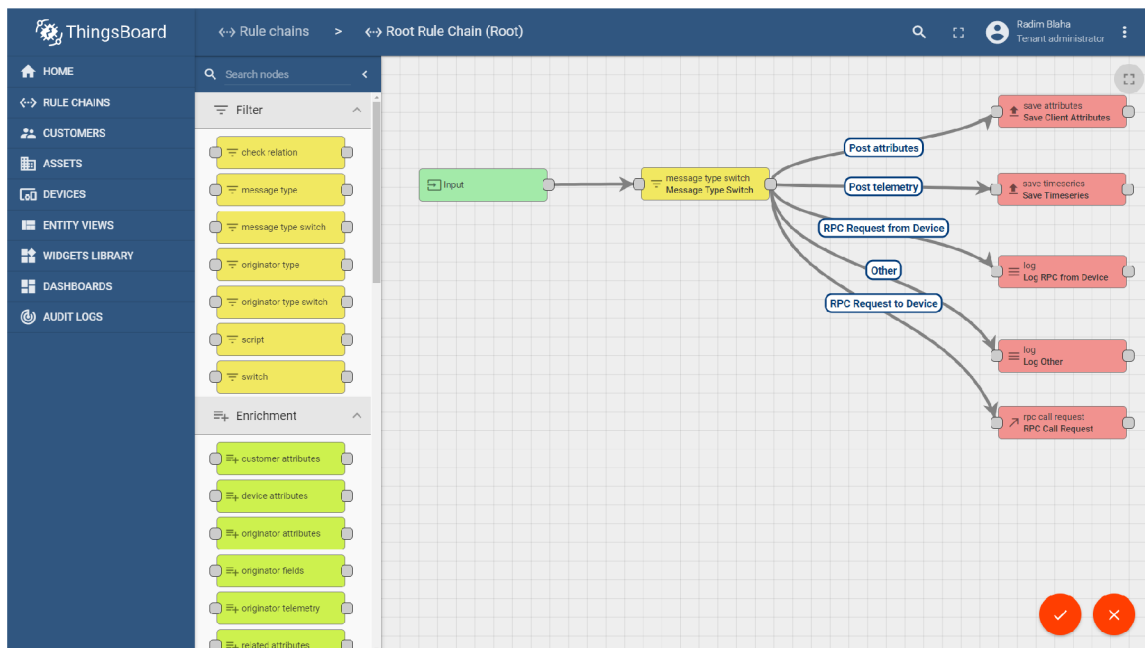 ThingsBoard
Rule chains > Root Rule Chain (Root)
Radim Blaha
Tenant administrator
HOME
RULE CHAINS
CUSTOMERS
ASSETS
DEVICES
ENTITY VIEWS
WIDGETS LIBRARY
DASHBOARDS
AUDIT LOGS
Search nodes
Filter
check relation
message type
message type switch
originator type
originator type switch
script
switch
Enrichment
customer attributes
device attributes
originator attributes
originator fields
originator telemetry
related attributes
Input
message type switch
Message Type Switch
Post attributes
Post telemetry
RPC Request from Device
Other
RPC Request to Device
save attributes
Save Client Attributes
save timeseries
Save Timeseries
log
Log RPC from Device
log
Log Other
rpc call request
RPC Call Request